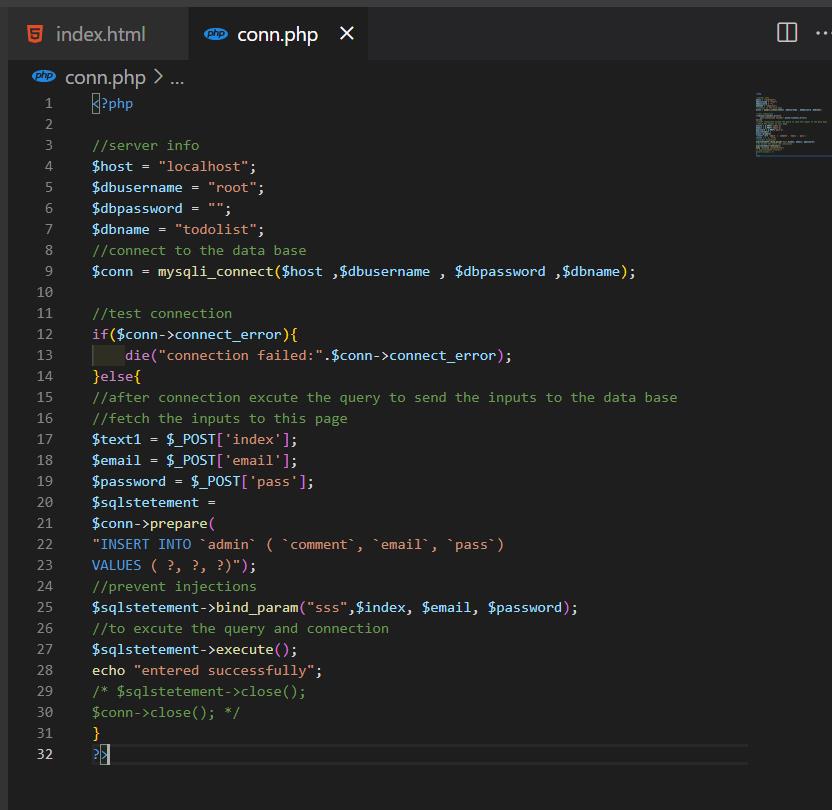 index.html
php conn.php
php conn.php > ...
1 <?php
2
3 //server info
4 $host = "localhost";
5 $dbusername = "root";
6 $dbpassword = "";
7 $dbname = "todolist";
8 //connect to the data base
9 $conn = mysqli_connect($host ,$dbusername , $dbpassword ,$dbname);
10
11 //test connection
12 if($conn->connect_error){
13     die("connection failed:".$conn->connect_error);
14 }else{
15 //after connection excute the query to send the inputs to the data base
16 //fetch the inputs to this page
17 $text1 = $_POST['index'];
18 $email = $_POST['email'];
19 $password = $_POST['pass'];
20 $sqlstetement =
21 $conn->prepare(
22 "INSERT INTO `admin` ( `comment`, `email`, `pass`)
23 VALUES ( ?, ?, ?)");
24 //prevent injections
25 $sqlstetement->bind_param("sss",$index, $email, $password);
26 //to excute the query and connection
27 $sqlstetement->execute();
28 echo "entered successfully";
29 /* $sqlstetement->close();
30 $conn->close(); */
31 }
32 ?>